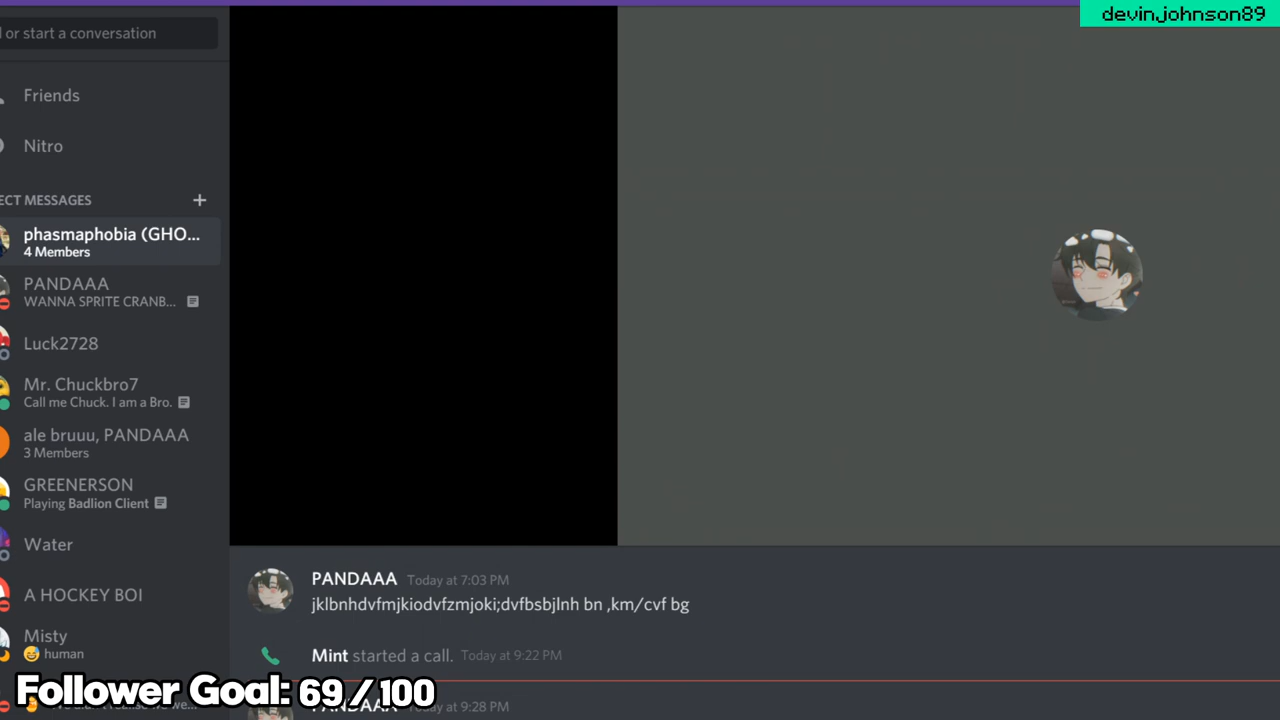 devinjohnson89
or start a conversation
Friends
Nitro
ECT MESSAGES
phasmaphobia (GHO...
4 Members
PANDAAA
WANNA SPRITE CRANB...
Luck2728
Mr. Chuckbro7
Call me Chuck. I am a Bro.
ale bruuu, PANDAAA
3 Members
GREENERSON
Playing Badlion Client
Water
A HOCKEY BOI
Misty
human
PANDAAA Today at 7:03 PM
jklbnhdvfmjkiodvfzmjoki;dvfbsbjlnh bn ,km/cvf bg
Mint started a call. Today at 9:22 PM
PANDAAA Today at 9:28 PM
Follower Goal: 69/100